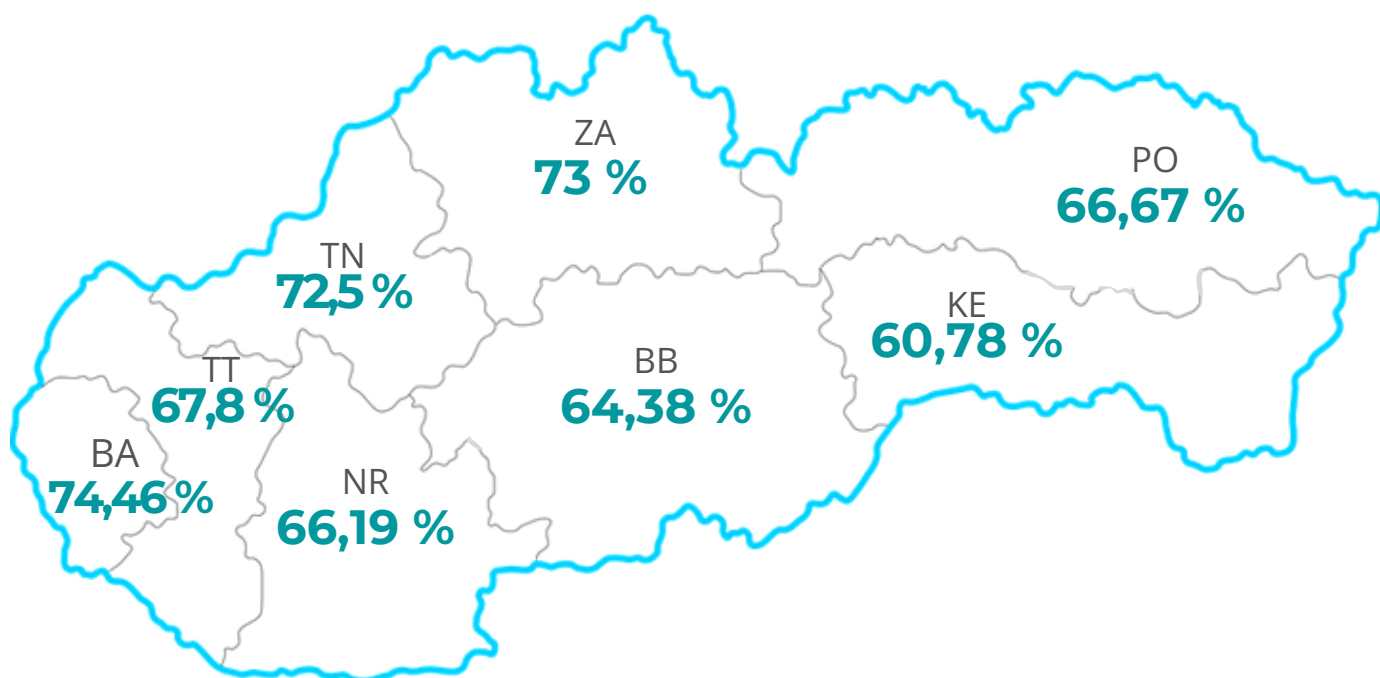 ZA
73 %
PO
66,67 %
TN
72,5 %
KE
60,78 %
BB
64,38 %
TT
67,8 %
BA
74,46 %
NR
66,19 %